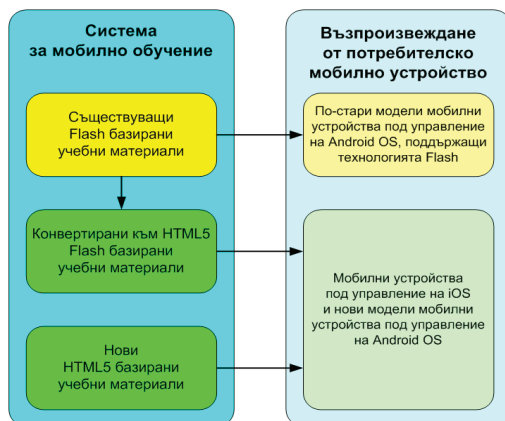 Система
за мобилно обучение
Съществуващи
Flash базирани
учебни материали
Конвертирани към HTML5
Flash базирани
учебни материали
Нови
HTML5 базирани
учебни материали
Възпроизвеждане
от потребителско
мобилно устройство
По-стари модели мобилни
устройства под управление
на Android OS, поддържащи
технологията Flash
Мобилни устройства
под управление на iOS
и нови модели мобилни
устройства под управление
на Android OS